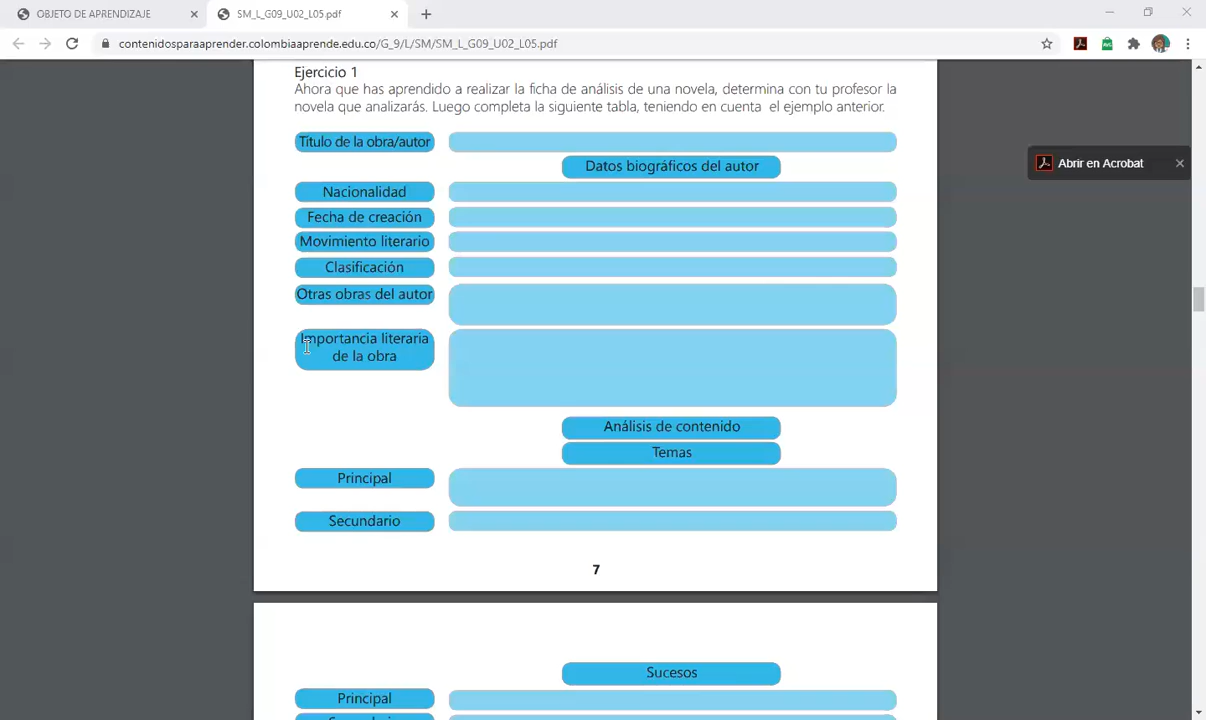 OBJETO DE APRENDIZAJE
SM_L_G09_U02_L05.pdf
contenidosparaaprender.colombiaaprende.edu.co/G_9/L/SM/SM_L_G09_U02_L05.pdf
Abrir en Acrobat
Ejercicio 1
Ahora que has aprendido a realizar la ficha de análisis de una novela, determina con tu profesor la
novela que analizarás. Luego completa la siguiente tabla, teniendo en cuenta el ejemplo anterior.
Título de la obra/autor
Datos biográficos del autor
Nacionalidad
Fecha de creación
Movimiento literario
Clasificación
Otras obras del autor
Importancia literaria
de la obra
Análisis de contenido
Temas
Principal
Secundario
7
Sucesos
Principal